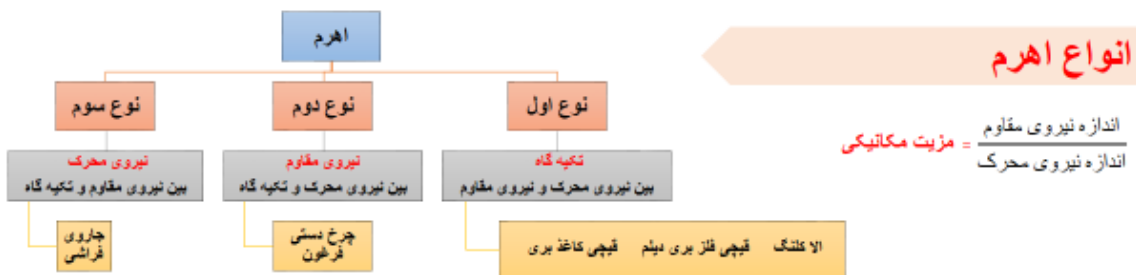 انواع اهرم
مزیت مکانیکی = اندازه نیروی مقاوم
اندازه نیروی محرک
اهرم
نوع اول
نوع دوم
نوع سوم
تکیه گاه
بین نیروی محرک و نیروی مقاوم
نیروی مقاوم
بین نیروی محرک و تکیه گاه
نیروی محرک
بین نیروی مقاوم و تکیه گاه
الا کلنگ قیچی فلز بری دیلم قیچی کاغذ بری
چرخ دستی
فرغون
جاروی
فراشی